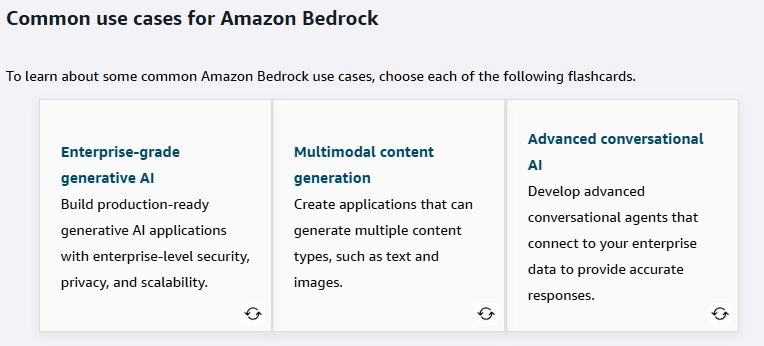 Common use cases for Amazon Bedrock
To learn about some common Amazon Bedrock use cases, choose each of the following flashcards.
Enterprise-grade
generative AI
Build production-ready
generative AI applications
with enterprise-level security,
privacy, and scalability.
Multimodal content
generation
Create applications that can
generate multiple content
types, such as text and
images.
Advanced conversational
AI
Develop advanced
conversational agents that
connect to your enterprise
data to provide accurate
responses.